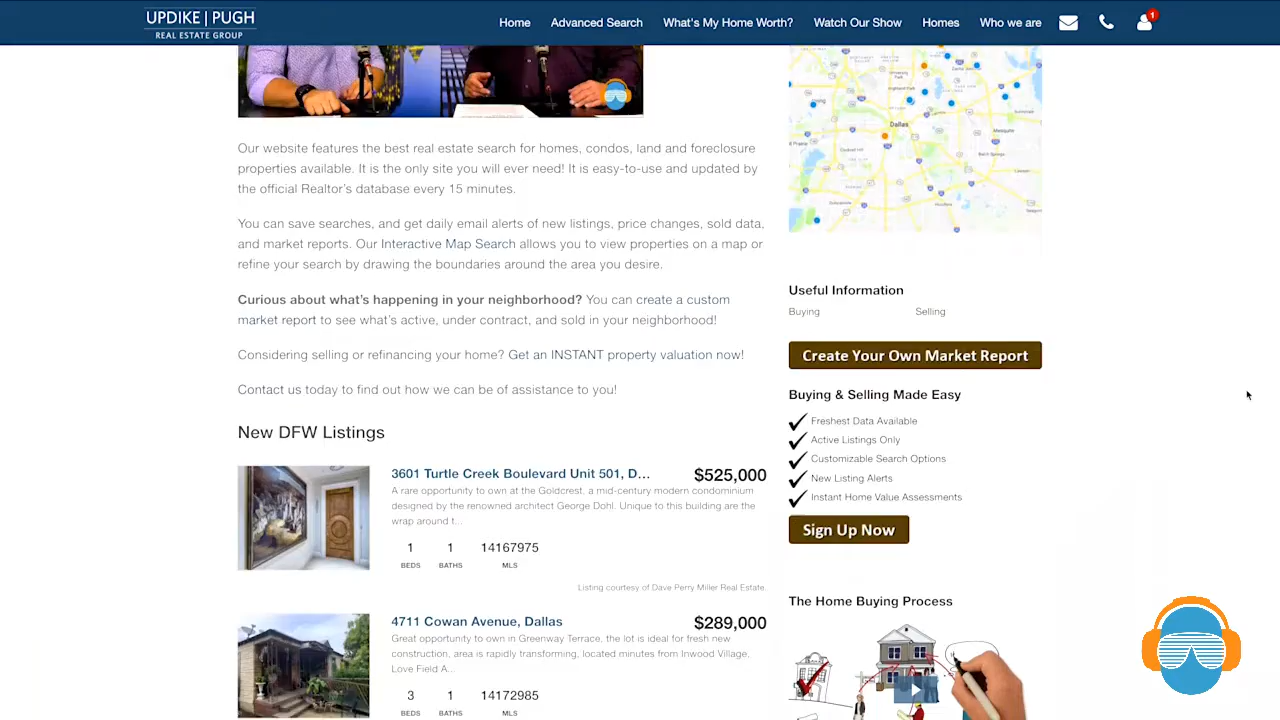 UPDIKE | PUGH
REAL ESTATE GROUP
Home Advanced Search What's My Home Worth? Watch Our Show Homes Who we are 1
Our website features the best real estate search for homes, condos, land and foreclosure
properties available. It is the only site you will ever need! It is easy-to-use and updated by
the official Realtor's database every 15 minutes.
You can save searches, and get daily email alerts of new listings, price changes, sold data,
and market reports. Our Interactive Map Search allows you to view properties on a map or
refine your search by drawing the boundaries around the area you desire.
Curious about what's happening in your neighborhood? You can create a custom
market report to see what's active, under contract, and sold in your neighborhood!
Considering selling or refinancing your home? Get an INSTANT property valuation now!
Contact us today to find out how we can be of assistance to you!
New DFW Listings
3601 Turtle Creek Boulevard Unit 501, D... $525,000
A rare opportunity to own at the Goldcrest, a mid-century modern condominium
designed by the renowned architect George Dahl. Unique to this building are the
wrap around t...
1 1 14167975
BEDS BATHS MLS
Listing courtesy of Dave Perry Miller Real Estate.
4711 Cowan Avenue, Dallas $289,000
Great opportunity to own in Greenway Terrace, the lot is ideal for fresh new
construction, area is rapidly transforming, located minutes from Inwood Village,
Love Field A...
3 1 14172985
BEDS BATHS MLS
Dallas
Mesquite
Useful Information
Buying Selling
Create Your Own Market Report
Buying & Selling Made Easy
Freshest Data Available
Active Listings Only
Customizable Search Options
New Listing Alerts
Instant Home Value Assessments
Sign Up Now
The Home Buying Process